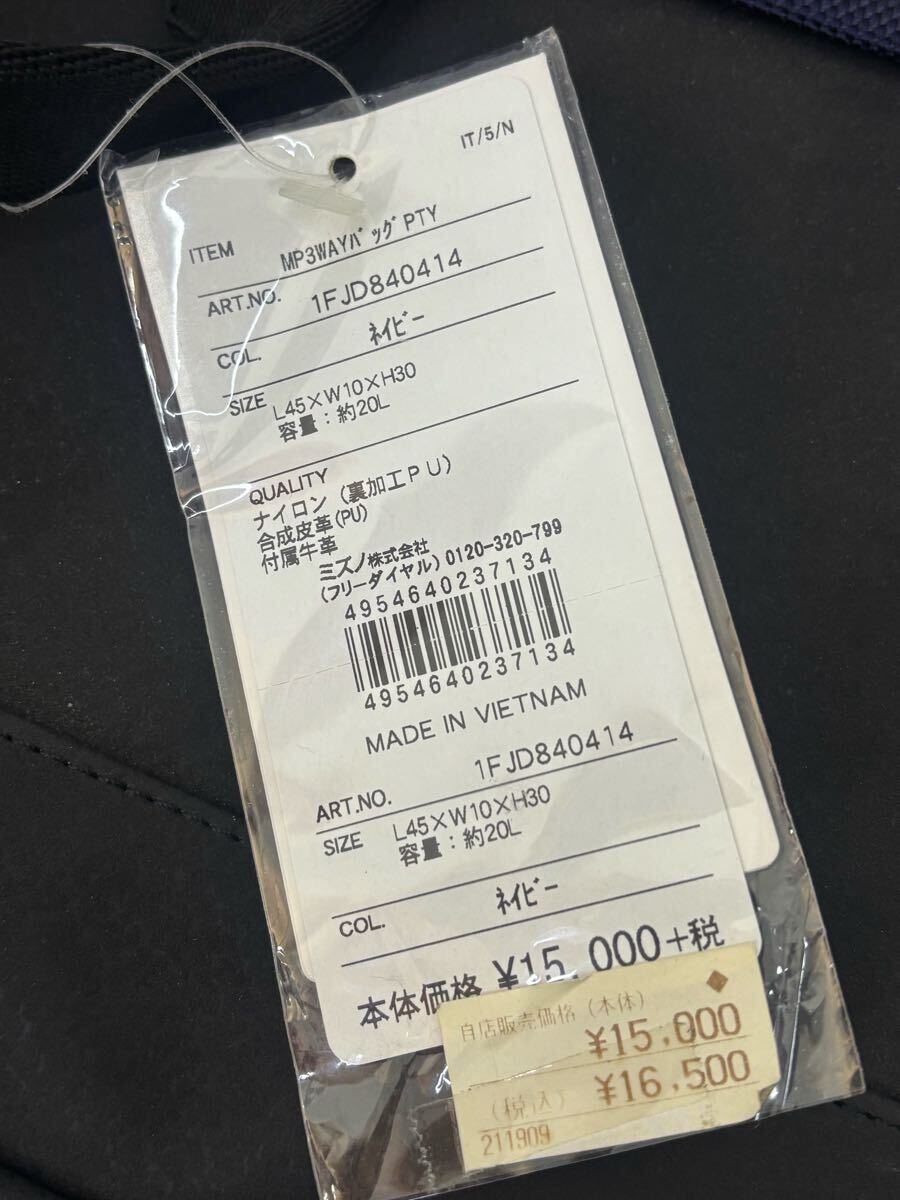 IT/5/N
ITEM MP3WAYﾊﾞｯｸﾞPTY
ART.NO. 1FJD840414
COL. ﾈｲﾋﾞｰ
SIZE L45×W10×H30
容量：約20L
QUALITY
ナイロン（裏加工ＰＵ）
合成皮革(PU)
付属牛革
ミズノ株式会社
(フリーダイヤル)0120-320-799
4954640237134
4954640237134
MADE IN VIETNAM
ART.NO. 1FJD840414
SIZE L45×W10×H30
容量：約20L
COL. ﾈｲﾋﾞｰ
本体価格 ¥15,000+税
自店販売価格（本体）
¥15,000
（税込） ¥16,500
211909